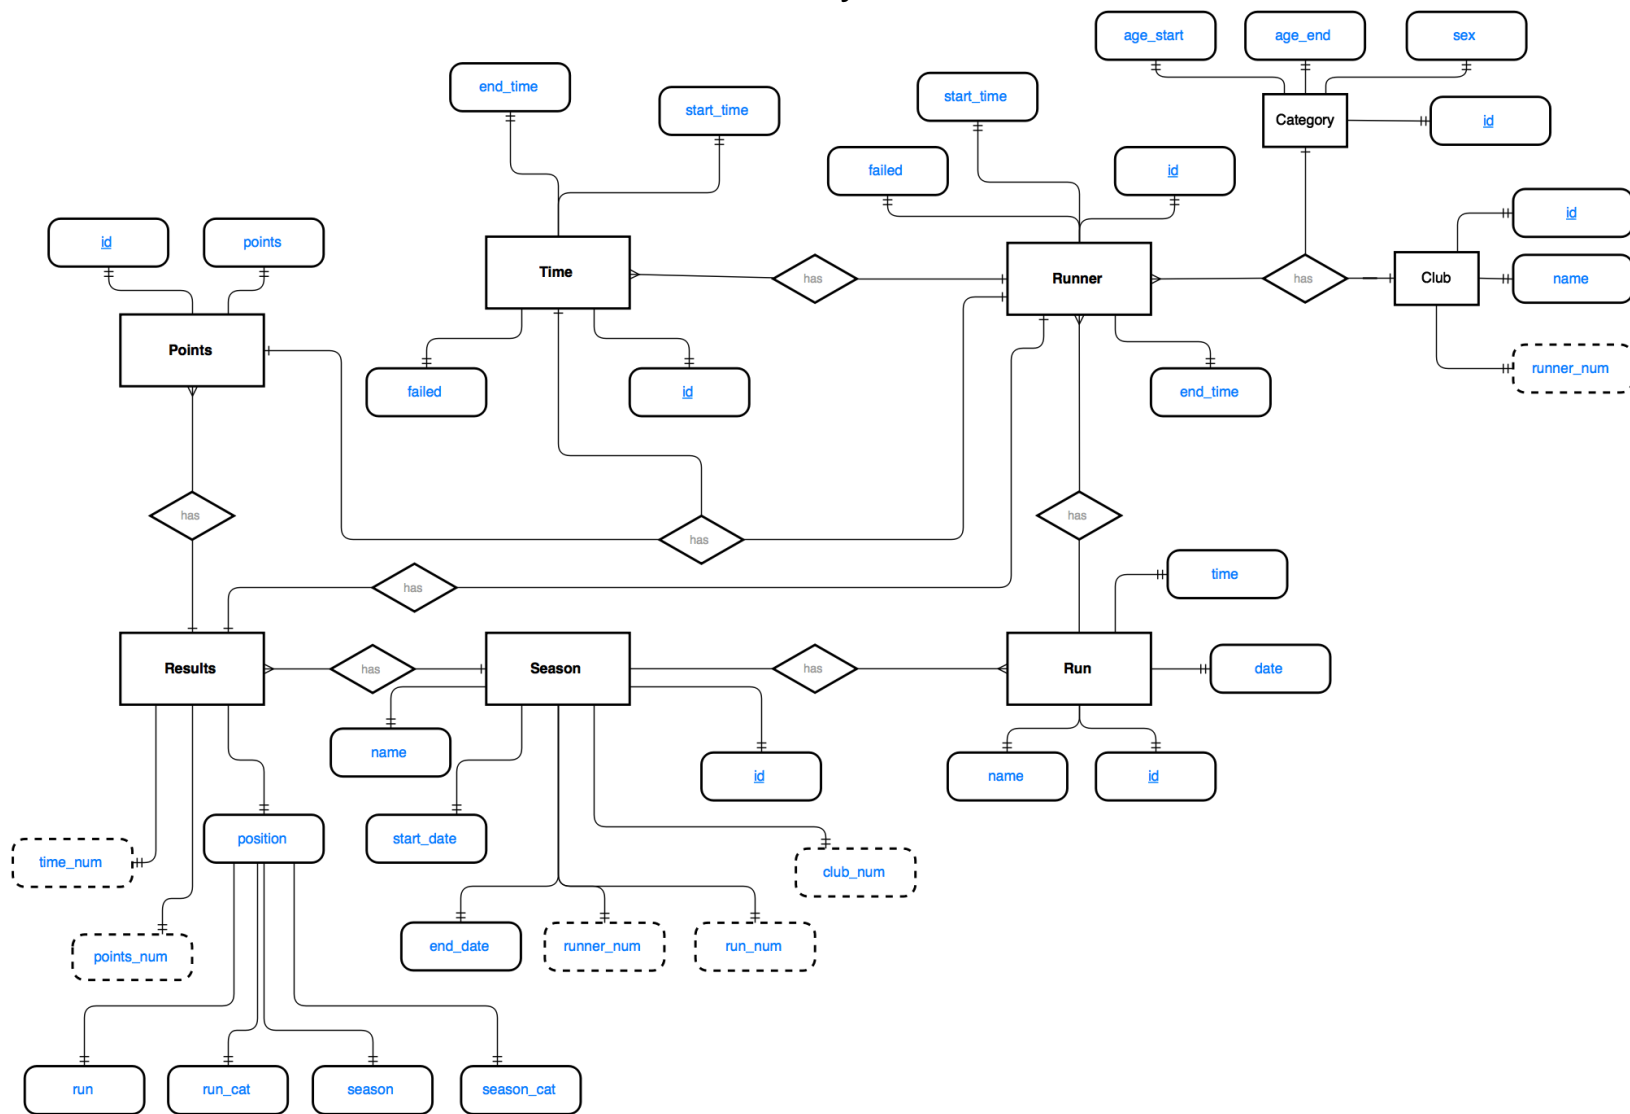 age_start
age_end
sex
end_time
start_time
start_time
Category
id
failed
id
id
points
id
Time
has
Runner
has
Club
name
Points
runner_num
failed
id
end_time
has
has
has
has
time
Results
has
Season
has
Run
date
name
id
name
id
time_num
position
start_date
club_num
points_num
end_date
runner_num
run_num
run
run_cat
season
season_cat